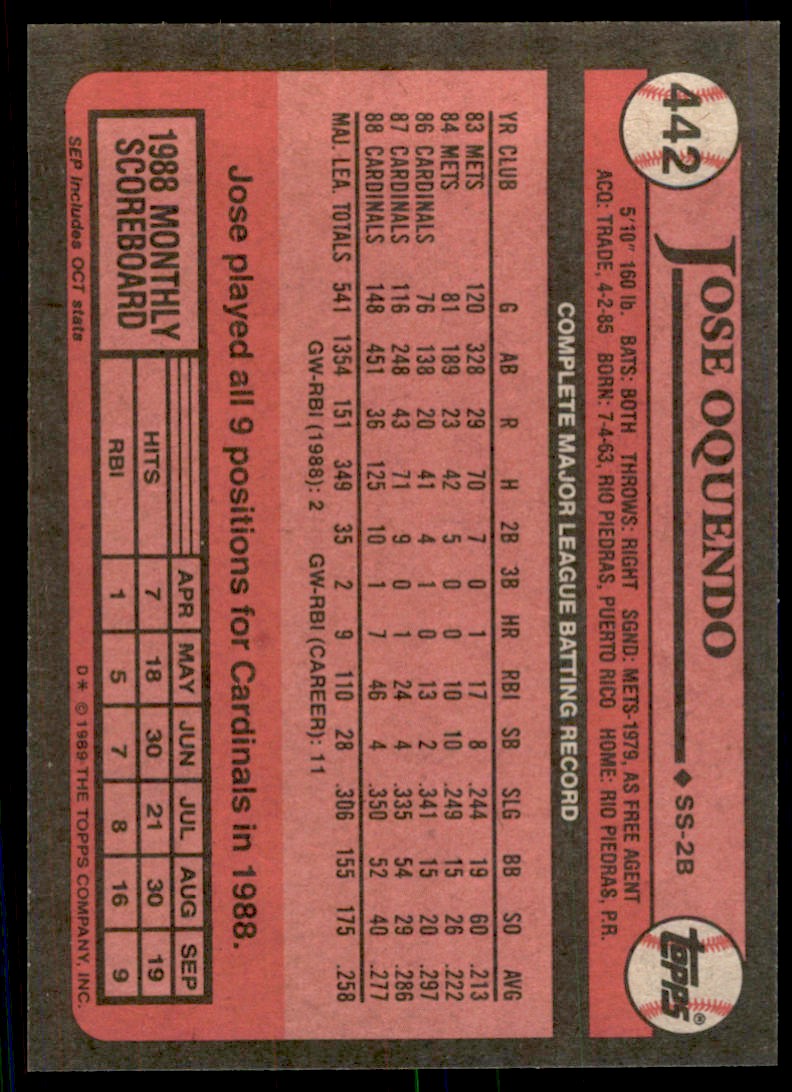 442
JOSE OQUENDO ◆ SS-2B
topps®
5'10" 160 lb. BATS: BOTH THROWS: RIGHT SGND: METS-1979, AS FREE AGENT
ACQ: TRADE, 4-2-85 BORN: 7-4-63, RIO PIEDRAS, PUERTO RICO HOME: RIO PIEDRAS, P.R.
COMPLETE MAJOR LEAGUE BATTING RECORD
YR CLUB G AB R H 2B 3B HR RBI SB SLG BB SO AVG
83 METS 120 328 29 70 7 0 1 17 8 .244 19 60 .213
84 METS 81 189 23 42 5 0 0 10 10 .249 15 26 .222
86 CARDINALS 76 138 20 41 4 1 0 13 2 .341 15 20 .297
87 CARDINALS 116 248 43 71 9 0 1 24 4 .335 54 29 .286
88 CARDINALS 148 451 36 125 10 1 7 46 4 .350 52 40 .277
MAJ. LEA. TOTALS 541 1354 151 349 35 2 9 110 28 .306 155 175 .258
GW-RBI (1988): 2 GW-RBI (CAREER): 11
Jose played all 9 positions for Cardinals in 1988.
1988 MONTHLY
SCOREBOARD
APR MAY JUN JUL AUG SEP
HITS 7 18 30 21 30 19
RBI 1 5 7 8 16 9
SEP Includes OCT stats
D* © 1989 THE TOPPS COMPANY, INC.